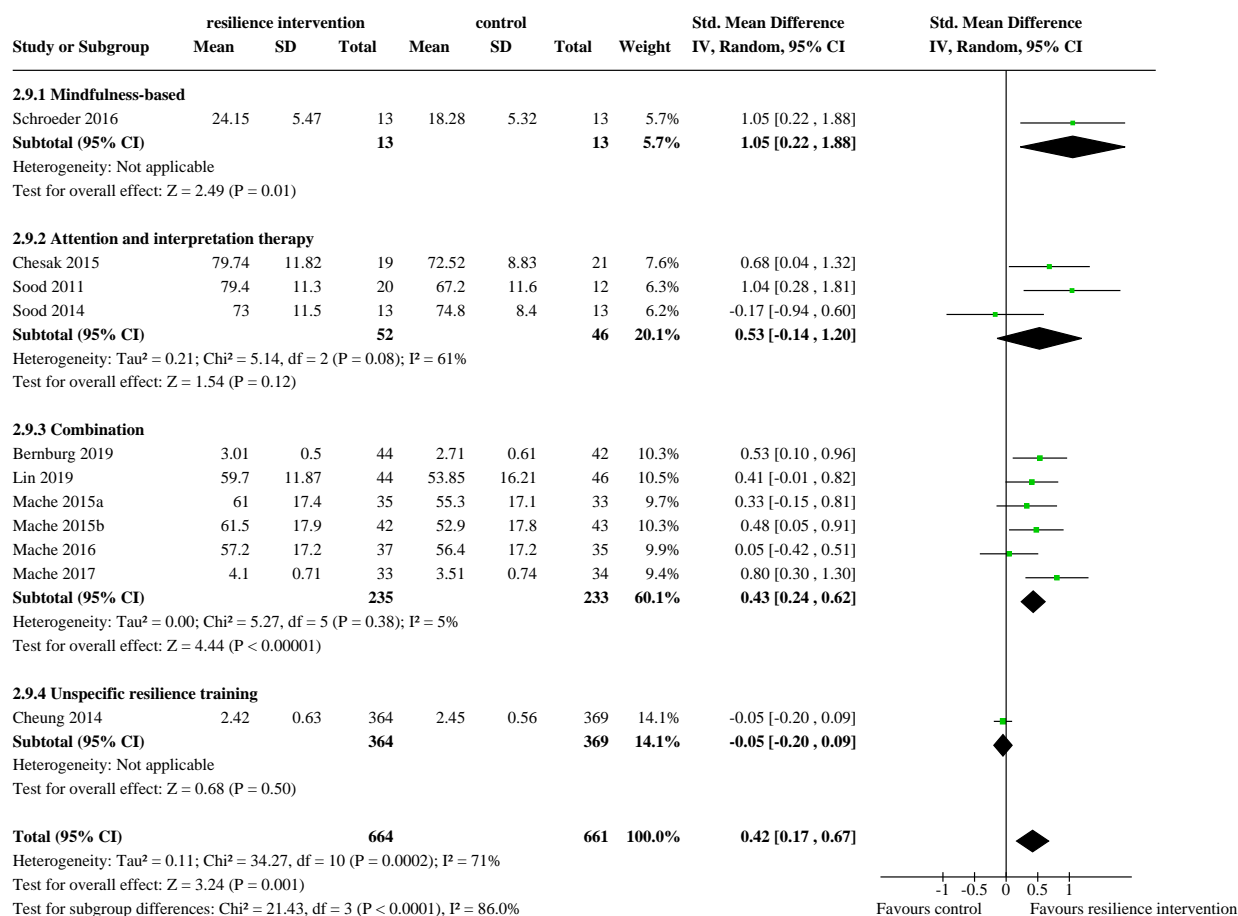 resilience intervention control Std. Mean Difference Std. Mean Difference
Study or Subgroup Mean SD Total Mean SD Total Weight IV, Random, 95% CI IV, Random, 95% CI
2.9.1 Mindfulness-based
Schroeder 2016 24.15 5.47 13 18.28 5.32 13 5.7% 1.05 [0.22 , 1.88]
Subtotal (95% CI) 13 13 5.7% 1.05 [0.22 , 1.88]
Heterogeneity: Not applicable
Test for overall effect: Z = 2.49 (P = 0.01)
2.9.2 Attention and interpretation therapy
Chesak 2015 79.74 11.82 19 72.52 8.83 21 7.6% 0.68 [0.04 , 1.32]
Sood 2011 79.4 11.3 20 67.2 11.6 12 6.3% 1.04 [0.28 , 1.81]
Sood 2014 73 11.5 13 74.8 8.4 13 6.2% -0.17 [-0.94 , 0.60]
Subtotal (95% CI) 52 46 20.1% 0.53 [-0.14 , 1.20]
Heterogeneity: Tau² = 0.21; Chi² = 5.14, df = 2 (P = 0.08); I² = 61%
Test for overall effect: Z = 1.54 (P = 0.12)
2.9.3 Combination
Bernburg 2019 3.01 0.5 44 2.71 0.61 42 10.3% 0.53 [0.10 , 0.96]
Lin 2019 59.7 11.87 44 53.85 16.21 46 10.5% 0.41 [-0.01 , 0.82]
Mache 2015a 61 17.4 35 55.3 17.1 33 9.7% 0.33 [-0.15 , 0.81]
Mache 2015b 61.5 17.9 42 52.9 17.8 43 10.3% 0.48 [0.05 , 0.91]
Mache 2016 57.2 17.2 37 56.4 17.2 35 9.9% 0.05 [-0.42 , 0.51]
Mache 2017 4.1 0.71 33 3.51 0.74 34 9.4% 0.80 [0.30 , 1.30]
Subtotal (95% CI) 235 233 60.1% 0.43 [0.24 , 0.62]
Heterogeneity: Tau² = 0.00; Chi² = 5.27, df = 5 (P = 0.38); I² = 5%
Test for overall effect: Z = 4.44 (P < 0.00001)
2.9.4 Unspecific resilience training
Cheung 2014 2.42 0.63 364 2.45 0.56 369 14.1% -0.05 [-0.20 , 0.09]
Subtotal (95% CI) 364 369 14.1% -0.05 [-0.20 , 0.09]
Heterogeneity: Not applicable
Test for overall effect: Z = 0.68 (P = 0.50)
Total (95% CI) 664 661 100.0% 0.42 [0.17 , 0.67]
Heterogeneity: Tau² = 0.11; Chi² = 34.27, df = 10 (P = 0.0002); I² = 71%
Test for overall effect: Z = 3.24 (P = 0.001) -1 -0.5 0 0.5 1
Test for subgroup differences: Chi² = 21.43, df = 3 (P < 0.0001), I² = 86.0% Favours control Favours resilience intervention